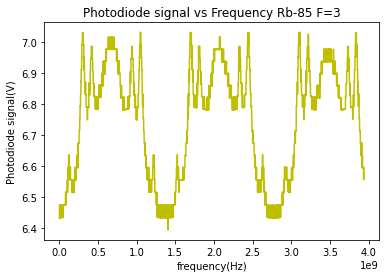 Photodiode signal vs Frequency Rb-85 F=3
Photodiode signal(V)
7.0
6.9
6.8
6.7
6.6
6.5
6.4
0.0 0.5 1.0 1.5 2.0 2.5 3.0 3.5 4.0
1e9
frequency(Hz)